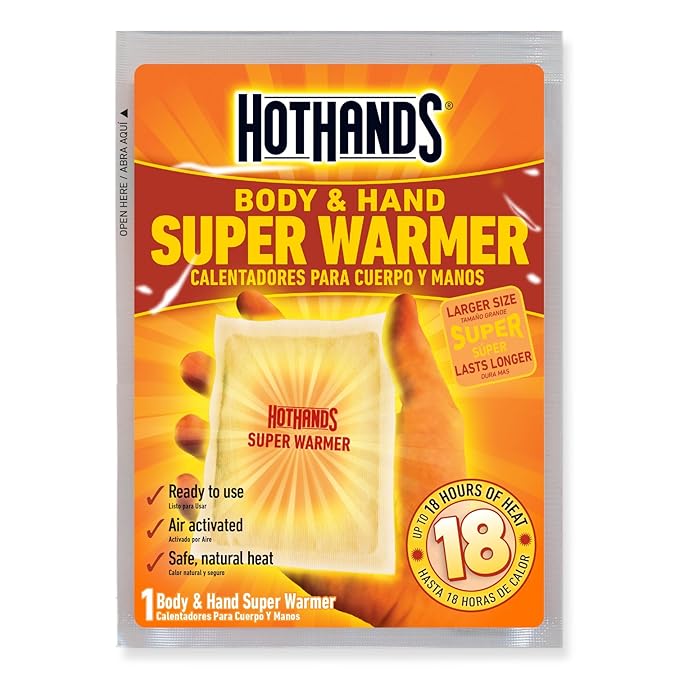 OPEN HERE / ABRA AQUÍ ▲
HOTHANDS®
BODY & HAND
SUPER WARMER
CALENTADORES PARA CUERPO Y MANOS
LARGER SIZE
TAMAÑO GRANDE
SUPER
SUPER
LASTS LONGER
DURA MÁS
HOTHANDS
SUPER WARMER
✓ Ready to use
Listo para Usar
✓ Air activated
Activado por Aire
✓ Safe, natural heat
Calor natural y seguro
UP TO 18 HOURS OF HEAT
18
HASTA 18 HORAS DE CALOR
1 Body & Hand Super Warmer
Calentadores Para Cuerpo Y Manos